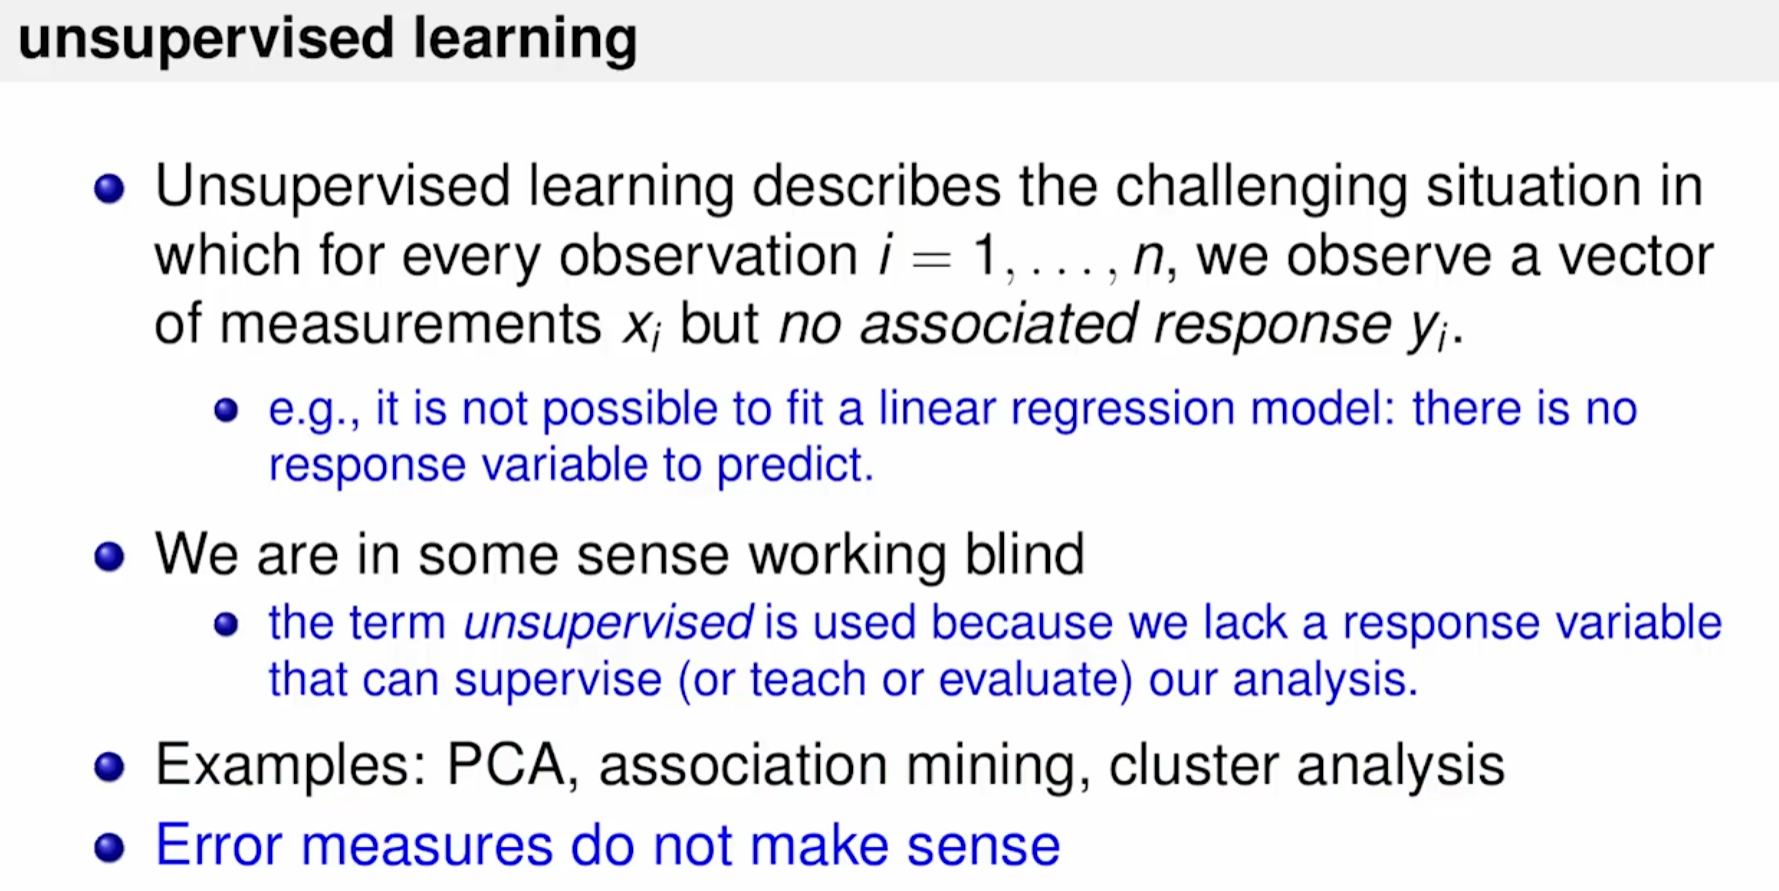 unsupervised learning
Unsupervised learning describes the challenging situation in
which for every observation i = 1, . . . , n, we observe a vector
of measurements xᵢ but no associated response yᵢ.
e.g., it is not possible to fit a linear regression model: there is no
response variable to predict.
We are in some sense working blind
the term unsupervised is used because we lack a response variable
that can supervise (or teach or evaluate) our analysis.
Examples: PCA, association mining, cluster analysis
Error measures do not make sense